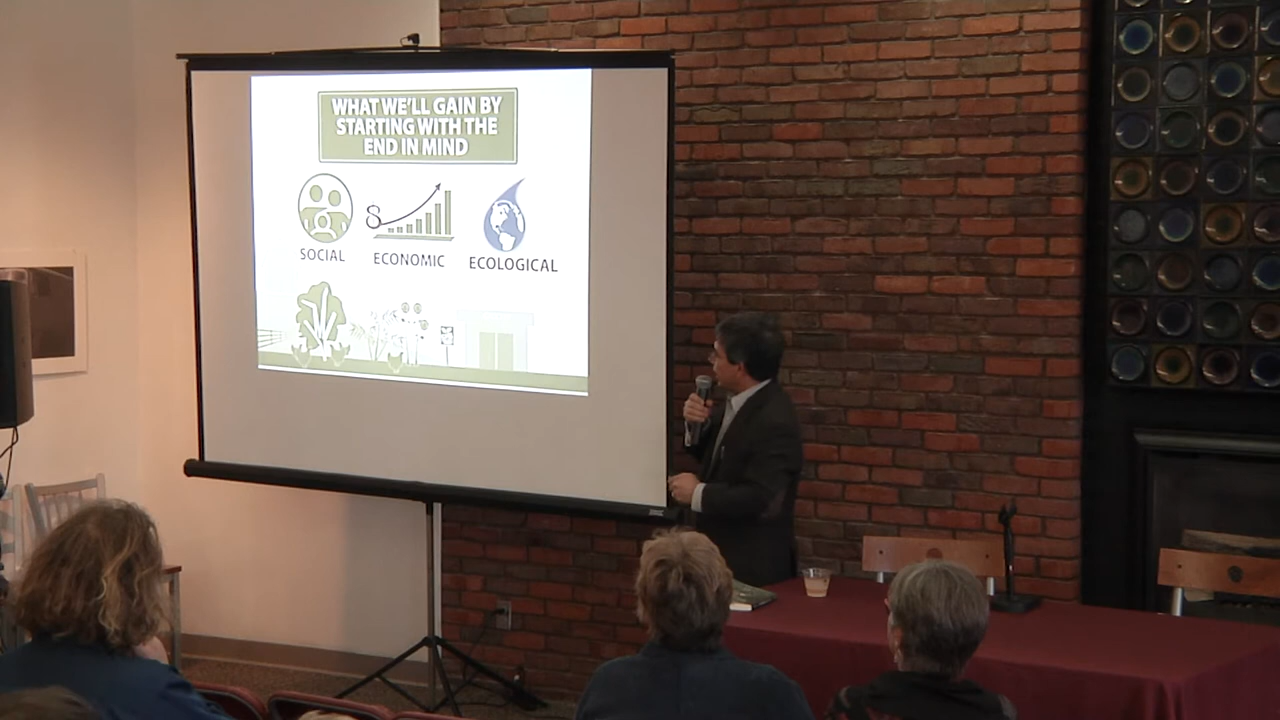 WHAT WE'LL GAIN BY
STARTING WITH THE
END IN MIND
SOCIAL
ECONOMIC
ECOLOGICAL